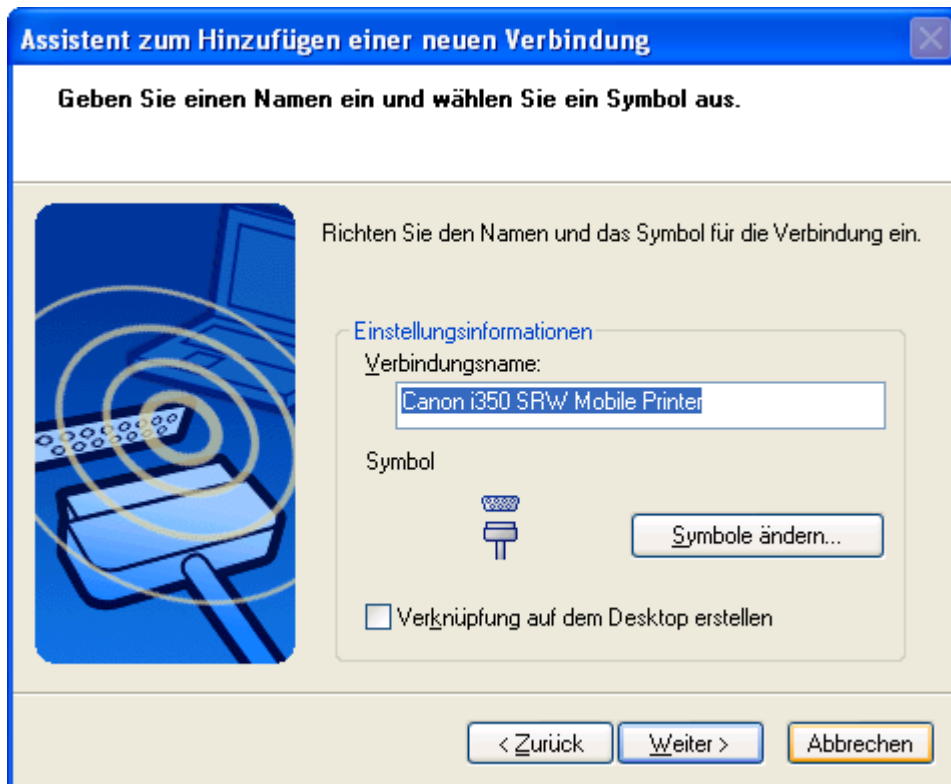 Assistent zum Hinzufügen einer neuen Verbindung
Geben Sie einen Namen ein und wählen Sie ein Symbol aus.
Richten Sie den Namen und das Symbol für die Verbindung ein.
Einstellungsinformationen
Verbindungsname:
Canon i350 SRW Mobile Printer
Symbol
Symbole ändern...
Verknüpfung auf dem Desktop erstellen
< Zurück Weiter > Abbrechen